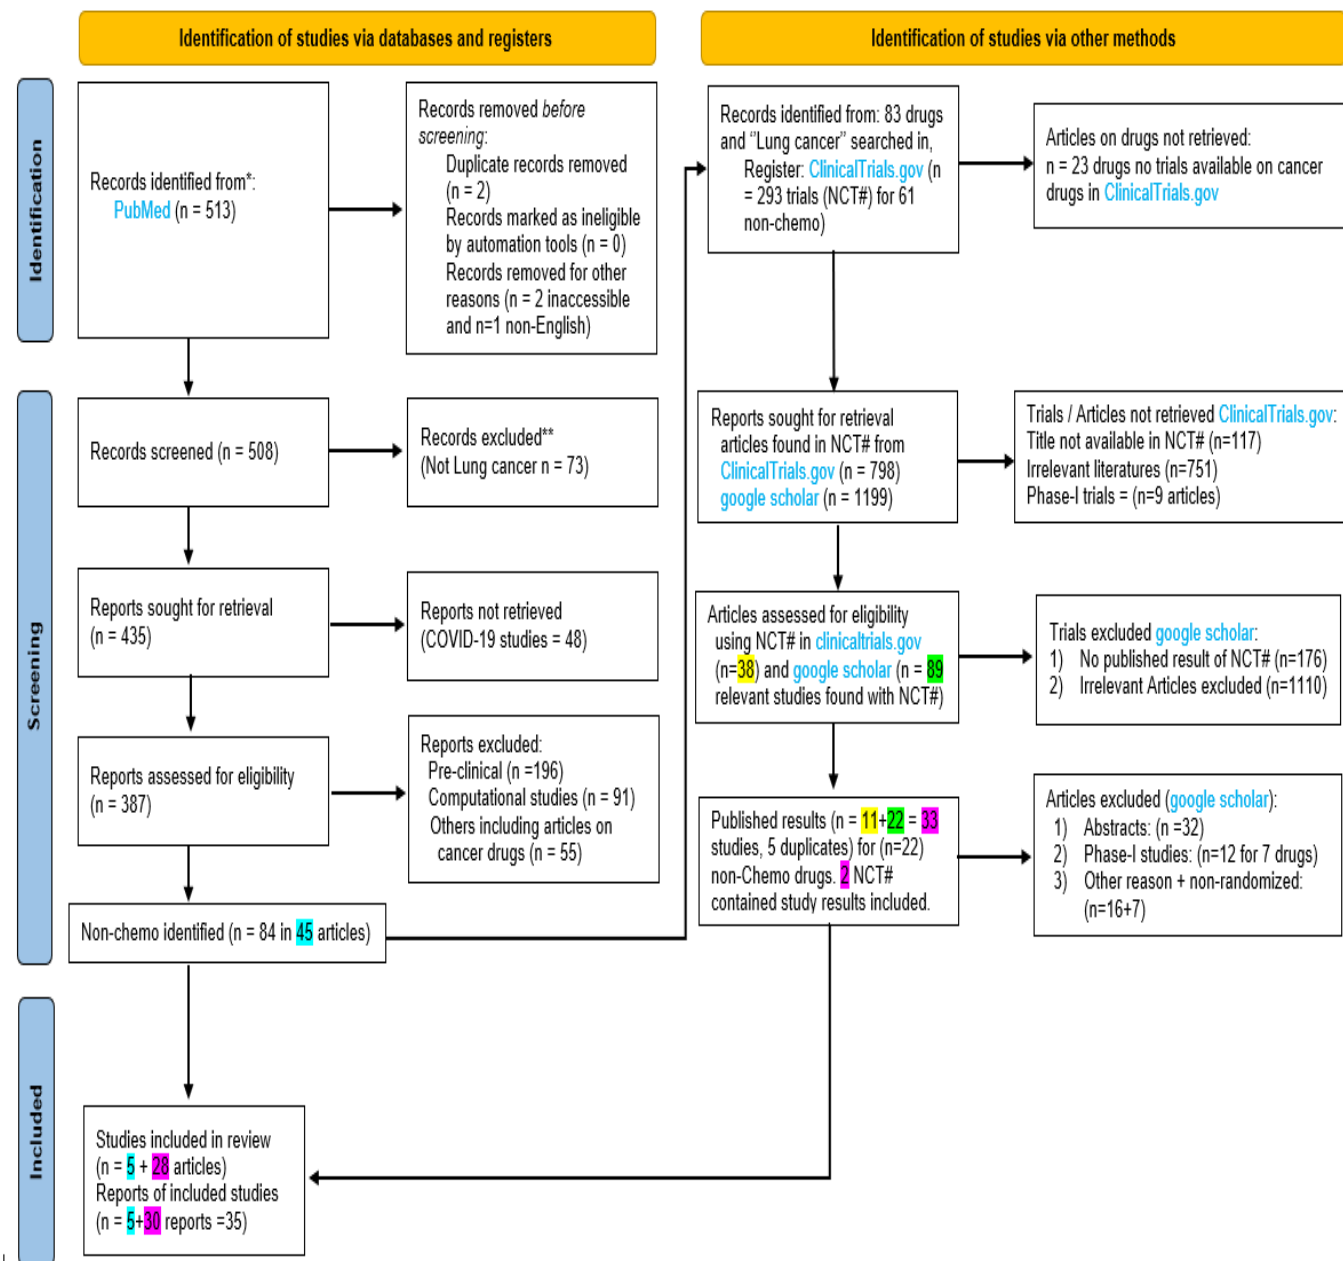 Identification of studies via databases and registers
Identification of studies via other methods
Identification
Records identified from*:
PubMed (n = 513)
Records removed before
screening:
Duplicate records removed
(n = 2)
Records marked as ineligible
by automation tools (n = 0)
Records removed for other
reasons (n = 2 inaccessible
and n=1 non-English)
Records identified from: 83 drugs
and “Lung cancer” searched in,
Register: ClinicalTrials.gov (n
= 293 trials (NCT#) for 61
non-chemo)
Articles on drugs not retrieved:
n = 23 drugs no trials available on cancer
drugs in ClinicalTrials.gov
Screening
Records screened (n = 508)
Records excluded**
(Not Lung cancer n = 73)
Reports sought for retrieval
articles found in NCT# from
ClinicalTrials.gov (n = 798)
google scholar (n = 1199)
Trials / Articles not retrieved ClinicalTrials.gov:
Title not available in NCT# (n=117)
Irrelevant literatures (n=751)
Phase-I trials = (n=9 articles)
Reports sought for retrieval
(n = 435)
Reports not retrieved
(COVID-19 studies = 48)
Articles assessed for eligibility
using NCT# in clinicaltrials.gov
(n=38) and google scholar (n = 89
relevant studies found with NCT#)
Trials excluded google scholar:
1) No published result of NCT# (n=176)
2) Irrelevant Articles excluded (n=1110)
Reports assessed for eligibility
(n = 387)
Reports excluded:
Pre-clinical (n =196)
Computational studies (n = 91)
Others including articles on
cancer drugs (n = 55)
Published results (n = 11+22 = 33
studies, 5 duplicates) for (n=22)
non-Chemo drugs. 2 NCT#
contained study results included.
Articles excluded (google scholar):
1) Abstracts: (n =32)
2) Phase-I studies: (n=12 for 7 drugs)
3) Other reason + non-randomized:
(n=16+7)
Non-chemo identified (n = 84 in 45 articles)
Included
Studies included in review
(n = 5 + 28 articles)
Reports of included studies
(n = 5+30 reports =35)